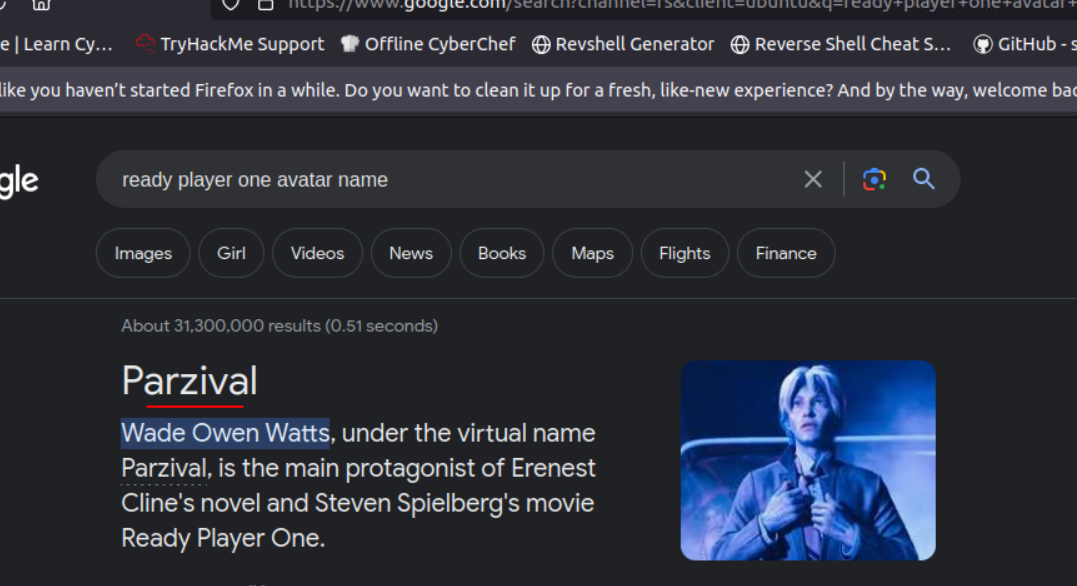 https://www.google.com/search?channel=fs&client=ubuntu&q=ready+player+one+avatar+
e | Learn Cy... TryHackMe Support Offline CyberChef Revshell Generator Reverse Shell Cheat S... GitHub - s
like you haven't started Firefox in a while. Do you want to clean it up for a fresh, like-new experience? And by the way, welcome bac
gle
ready player one avatar name
Images Girl Videos News Books Maps Flights Finance
About 31,300,000 results (0.51 seconds)
Parzival
Wade Owen Watts, under the virtual name
Parzival, is the main protagonist of Erenest
Cline's novel and Steven Spielberg's movie
Ready Player One.